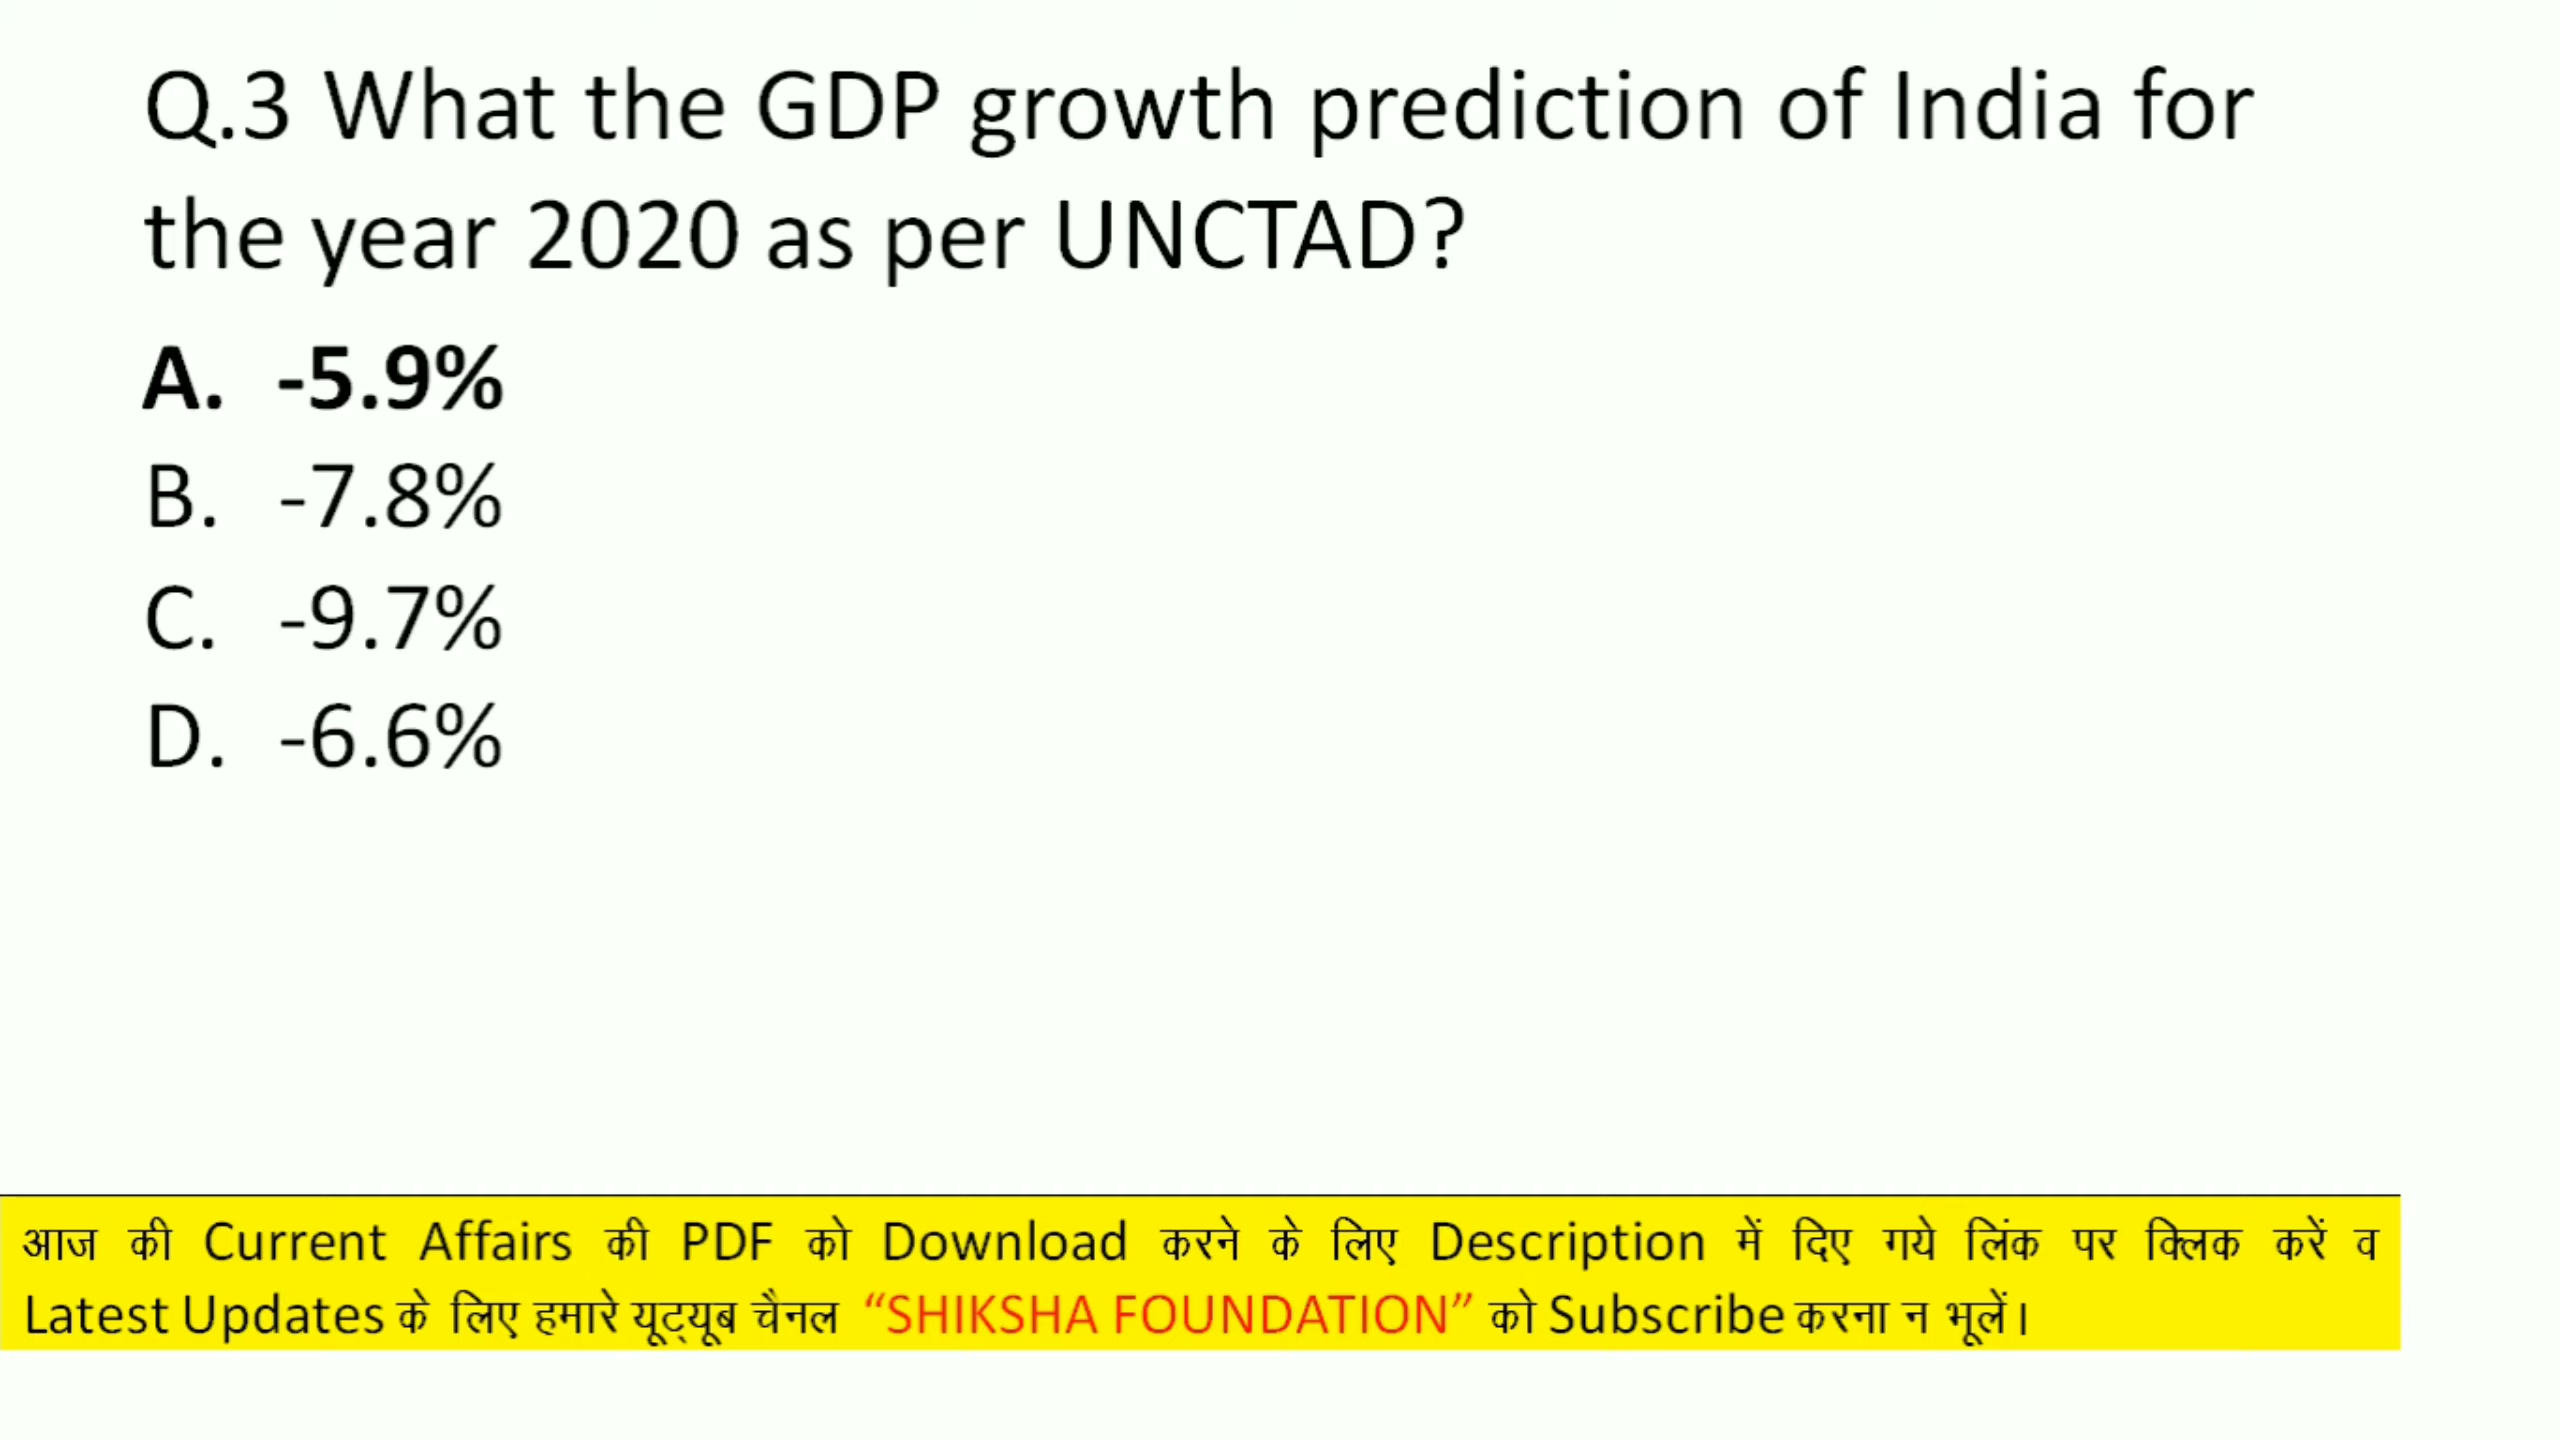 Q.3 What the GDP growth prediction of India for
the year 2020 as per UNCTAD?
A. -5.9%
B. -7.8%
C. -9.7%
D. -6.6%
आज की Current Affairs की PDF को Download करने के लिए Description में दिए गये लिंक पर क्लिक करें व
Latest Updates के लिए हमारे यूट्यूब चैनल “SHIKSHA FOUNDATION” को Subscribe करना न भूलें।